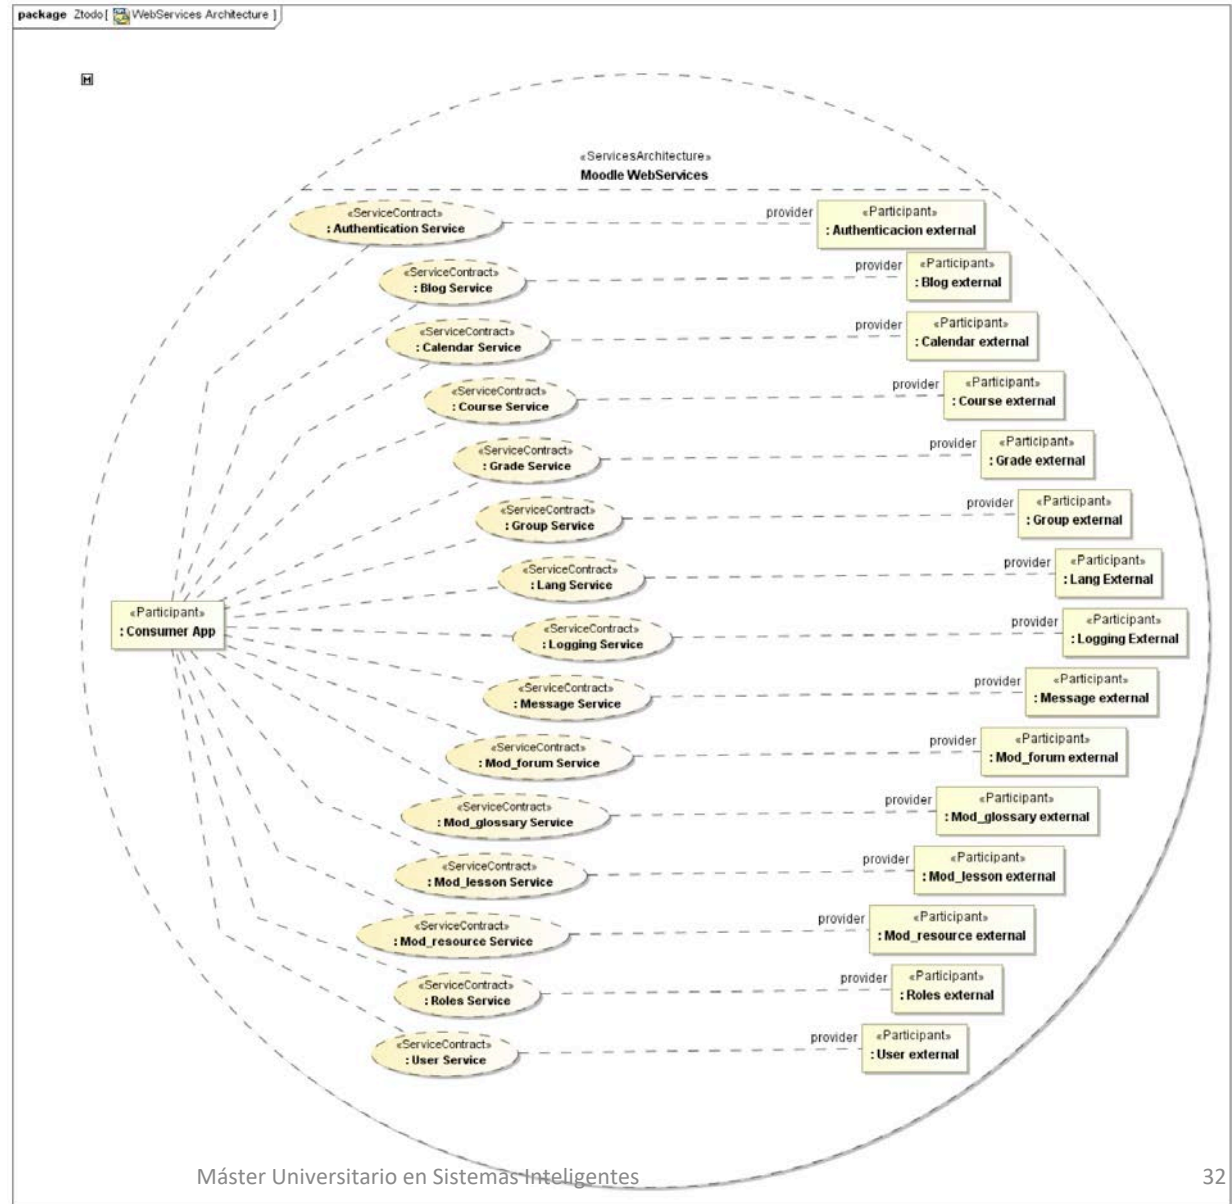 package Ztodo [ WebServices Architecture ]
M
«ServicesArchitecture»
Moodle WebServices
«ServiceContract»
: Authentication Service
provider
«Participant»
: Authenticacion external
«ServiceContract»
: Blog Service
provider
«Participant»
: Blog external
«ServiceContract»
: Calendar Service
provider
«Participant»
: Calendar external
«ServiceContract»
: Course Service
provider
«Participant»
: Course external
«ServiceContract»
: Grade Service
provider
«Participant»
: Grade external
«ServiceContract»
: Group Service
provider
«Participant»
: Group external
«ServiceContract»
: Lang Service
provider
«Participant»
: Lang External
«Participant»
: Consumer App
«ServiceContract»
: Logging Service
provider
«Participant»
: Logging External
«ServiceContract»
: Message Service
provider
«Participant»
: Message external
«ServiceContract»
: Mod_forum Service
provider
«Participant»
: Mod_forum external
«ServiceContract»
: Mod_glossary Service
provider
«Participant»
: Mod_glossary external
«ServiceContract»
: Mod_lesson Service
provider
«Participant»
: Mod_lesson external
«ServiceContract»
: Mod_resource Service
provider
«Participant»
: Mod_resource external
«ServiceContract»
: Roles Service
provider
«Participant»
: Roles external
«ServiceContract»
: User Service
provider
«Participant»
: User external
Máster Universitario en Sistemas Inteligentes
32